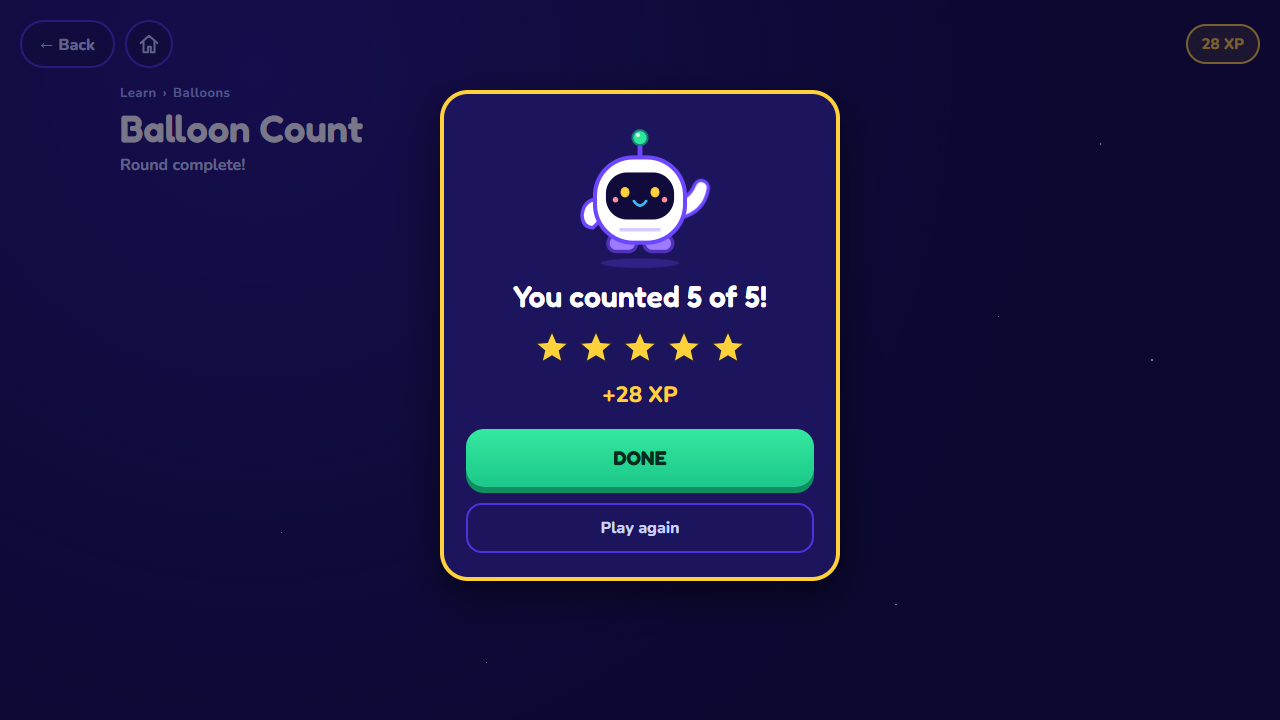 ← Back
28 XP
Learn › Balloons
Balloon Count
Round complete!
You counted 5 of 5!
+28 XP
DONE
Play again